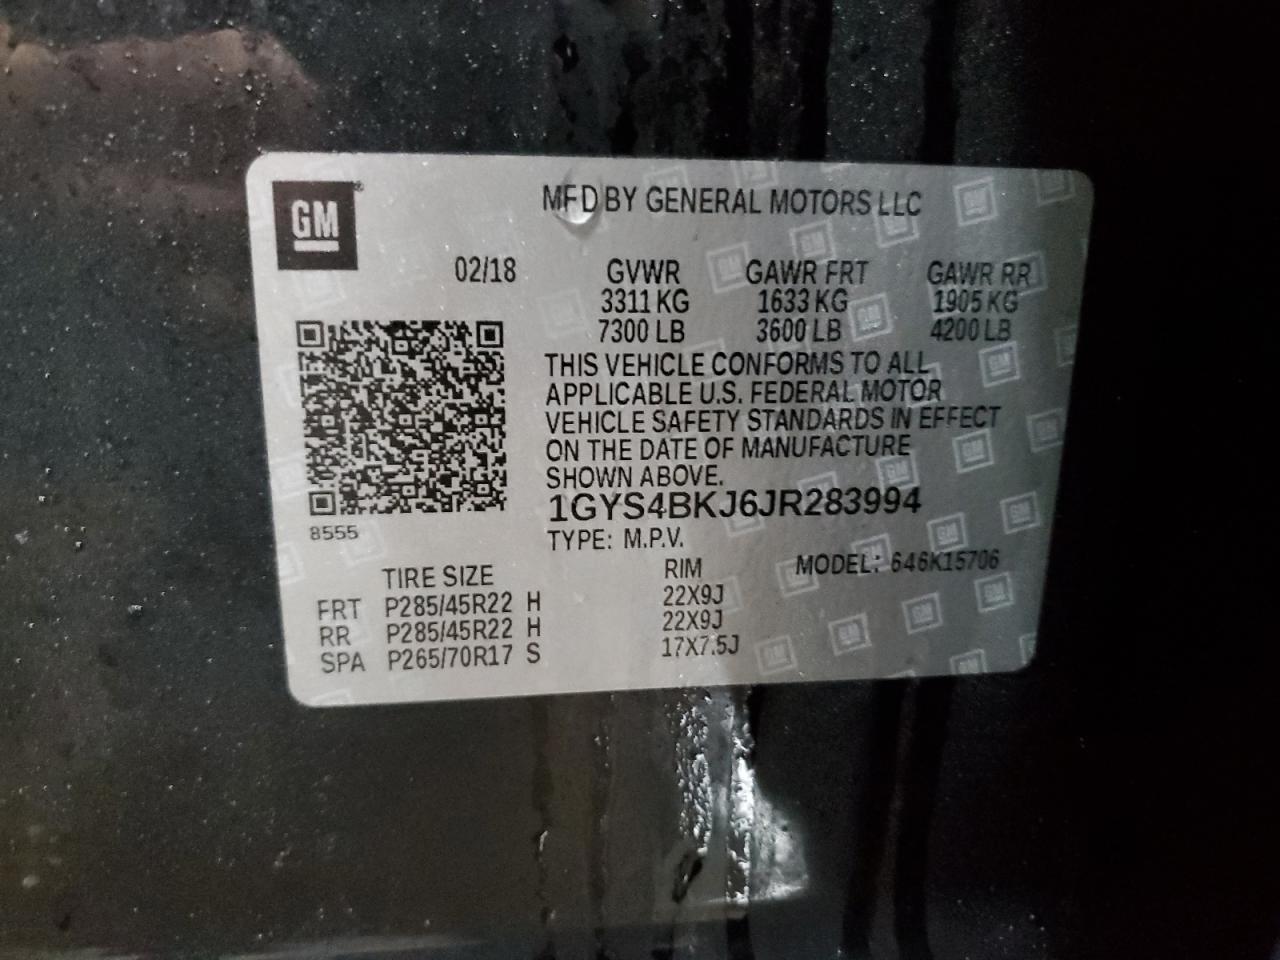 GM
MFD BY GENERAL MOTORS LLC
02/18 GVWR GAWR FRT GAWR RR
3311 KG 1633 KG 1905 KG
7300 LB 3600 LB 4200 LB
THIS VEHICLE CONFORMS TO ALL
APPLICABLE U.S. FEDERAL MOTOR
VEHICLE SAFETY STANDARDS IN EFFECT
ON THE DATE OF MANUFACTURE
SHOWN ABOVE.
1GYS4BKJ6JR283994
8555
TYPE: M.P.V.
MODEL: 646K15706
TIRE SIZE RIM
FRT P285/45R22 H 22X9J
RR P285/45R22 H 22X9J
SPA P265/70R17 S 17X7.5J